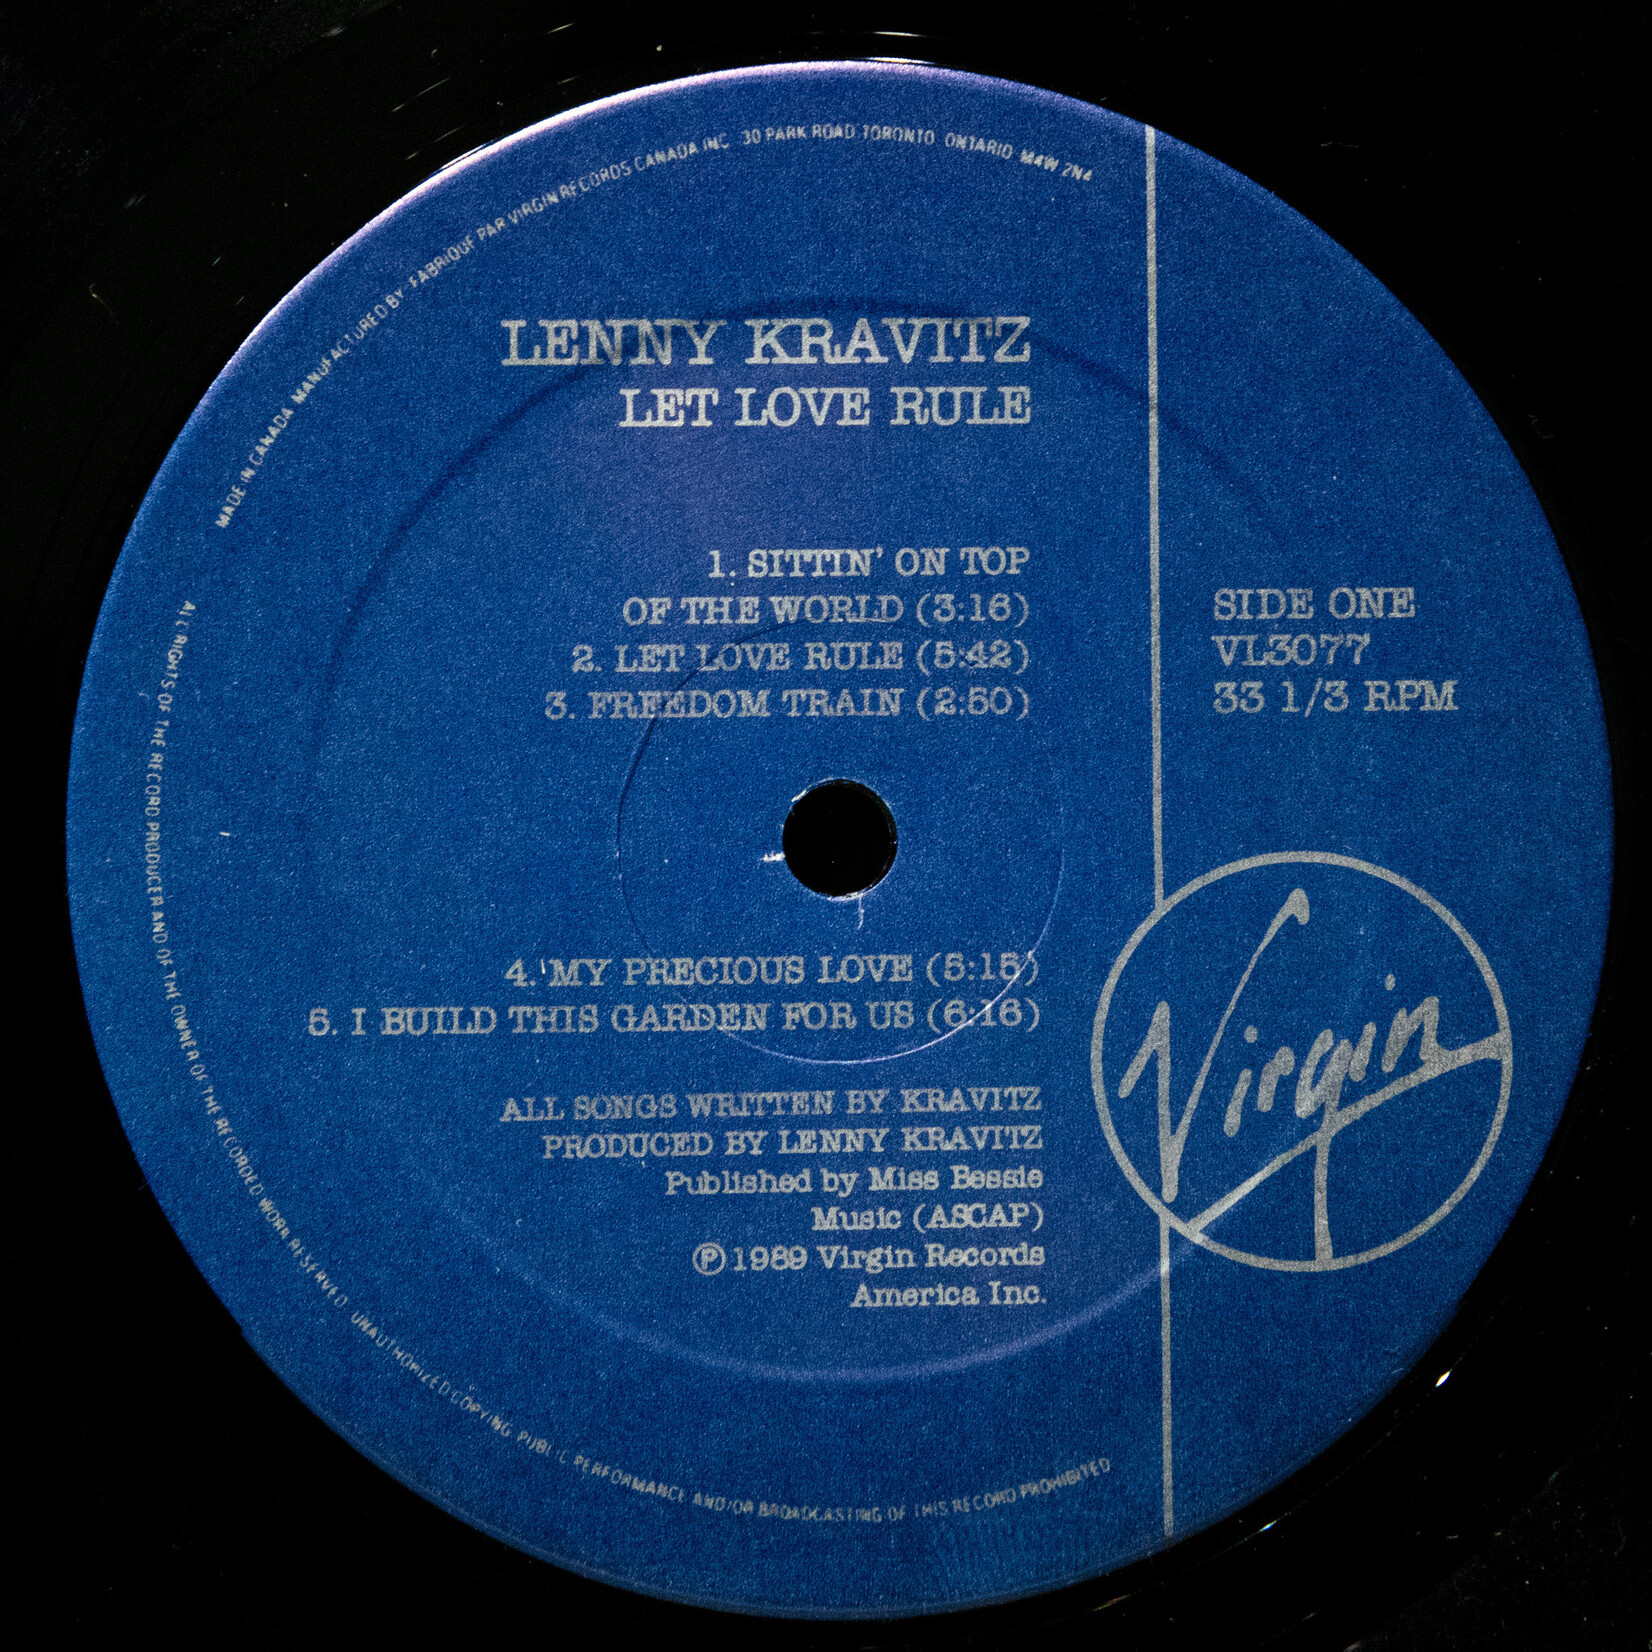 MADE IN CANADA MANUFACTURED BY FABRIQUE PAR VIRGIN RECORDS CANADA INC 30 PARK ROAD TORONTO ONTARIO M4W 2N4
LENNY KRAVITZ
LET LOVE RULE
1. SITTIN' ON TOP
OF THE WORLD (3:16)
2. LET LOVE RULE (5:42)
3. FREEDOM TRAIN (2:50)
SIDE ONE
VL3077
33 1/3 RPM
4. MY PRECIOUS LOVE (5:15)
5. I BUILD THIS GARDEN FOR US (6:16)
ALL SONGS WRITTEN BY KRAVITZ
PRODUCED BY LENNY KRAVITZ
Published by Miss Bessie
Music (ASCAP)
℗ 1989 Virgin Records
America Inc.
Virgin
ALL RIGHTS OF THE RECORD PRODUCER AND OF THE OWNER OF THE RECORDED WORK RESERVED. UNAUTHORIZED COPYING PUBLIC PERFORMANCE AND/OR BROADCASTING OF THIS RECORD PROHIBITED